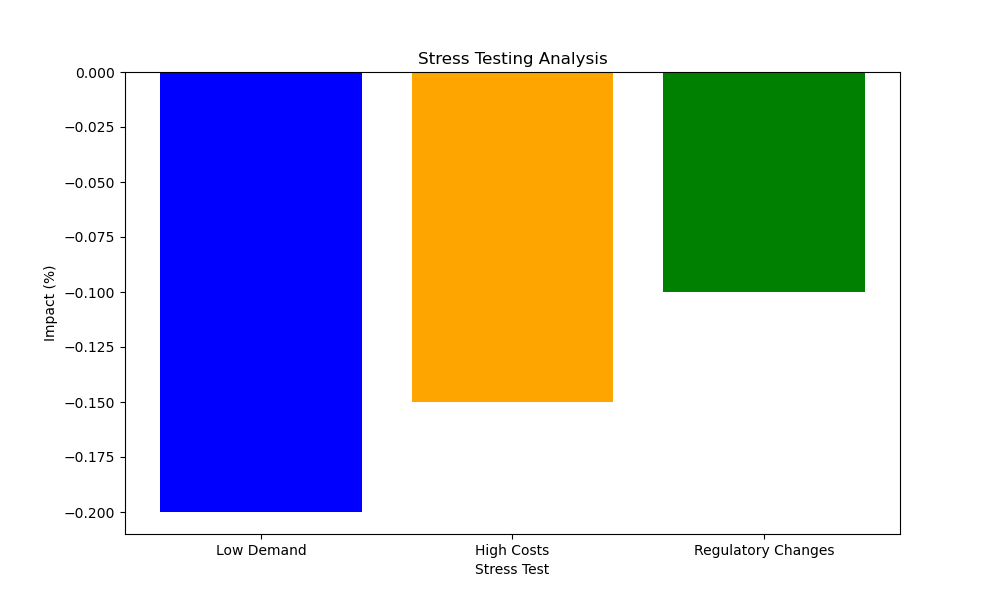 Stress Testing Analysis
0.000
−0.025
−0.050
−0.075
−0.100
−0.125
−0.150
−0.175
−0.200
Impact (%)
Low Demand
High Costs
Regulatory Changes
Stress Test